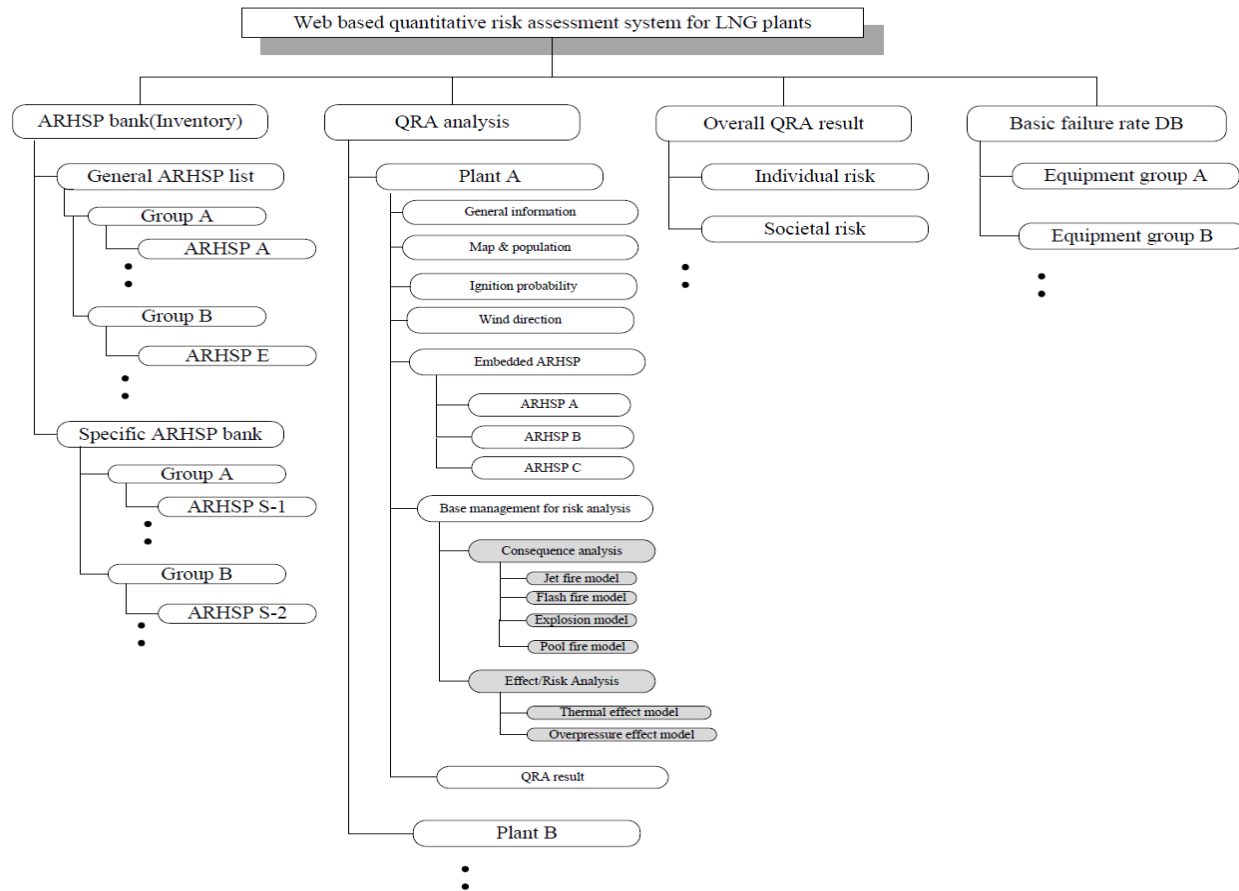 Web based quantitative risk assessment system for LNG plants
ARHSP bank(Inventory)
General ARHSP list
Group A
ARHSP A
Group B
ARHSP E
Specific ARHSP bank
Group A
ARHSP S-1
Group B
ARHSP S-2
QRA analysis
Plant A
General information
Map & population
Ignition probability
Wind direction
Embedded ARHSP
ARHSP A
ARHSP B
ARHSP C
Base management for risk analysis
Consequence analysis
Jet fire model
Flash fire model
Explosion model
Pool fire model
Effect/Risk Analysis
Thermal effect model
Overpressure effect model
QRA result
Plant B
Overall QRA result
Individual risk
Societal risk
Basic failure rate DB
Equipment group A
Equipment group B